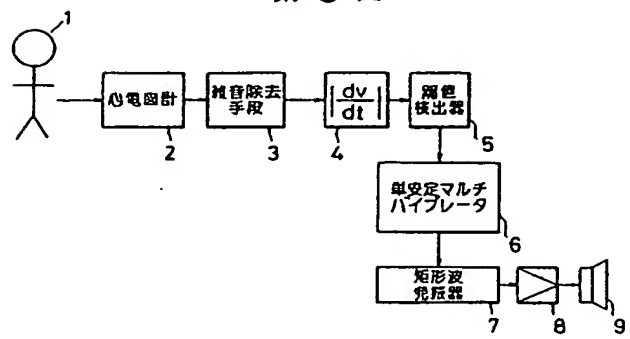 1
心電図計
2
雑音除去
手段
3
|dv/dt|
4
閾値
検出器
5
単安定マルチ
バイブレータ
6
矩形波
発振器
7
8
9